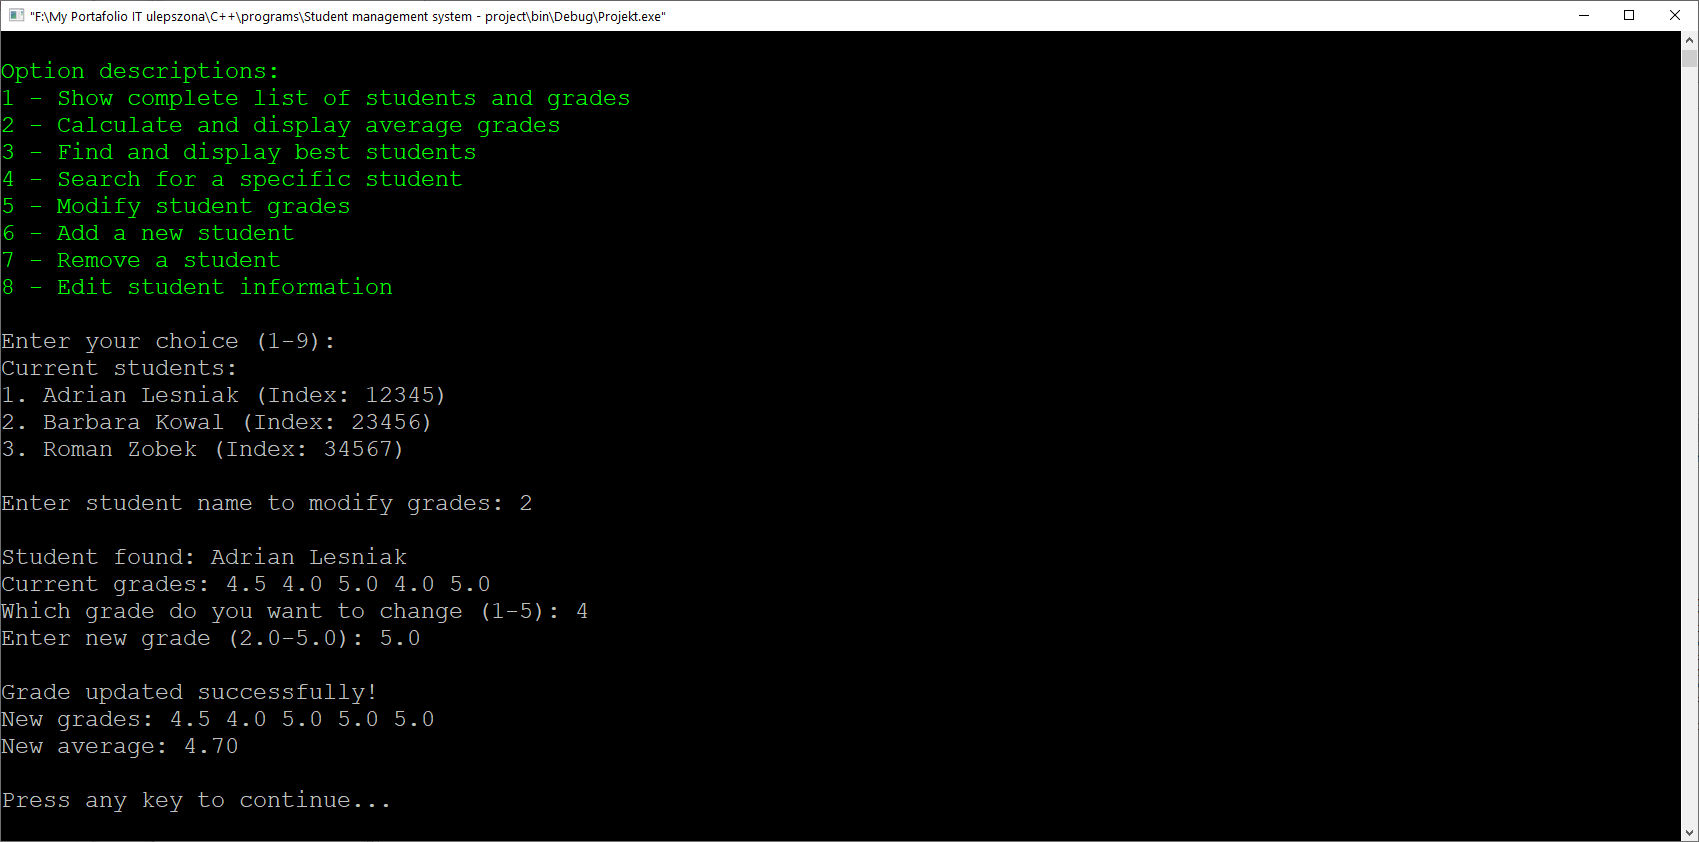 "F:\My Portafolio IT ulepszona\C++\programs\Student management system - project\bin\Debug\Projekt.exe"
Option descriptions:
1 - Show complete list of students and grades
2 - Calculate and display average grades
3 - Find and display best students
4 - Search for a specific student
5 - Modify student grades
6 - Add a new student
7 - Remove a student
8 - Edit student information
Enter your choice (1-9):
Current students:
1. Adrian Lesniak (Index: 12345)
2. Barbara Kowal (Index: 23456)
3. Roman Zobek (Index: 34567)
Enter student name to modify grades: 2
Student found: Adrian Lesniak
Current grades: 4.5 4.0 5.0 4.0 5.0
Which grade do you want to change (1-5): 4
Enter new grade (2.0-5.0): 5.0
Grade updated successfully!
New grades: 4.5 4.0 5.0 5.0 5.0
New average: 4.70
Press any key to continue...